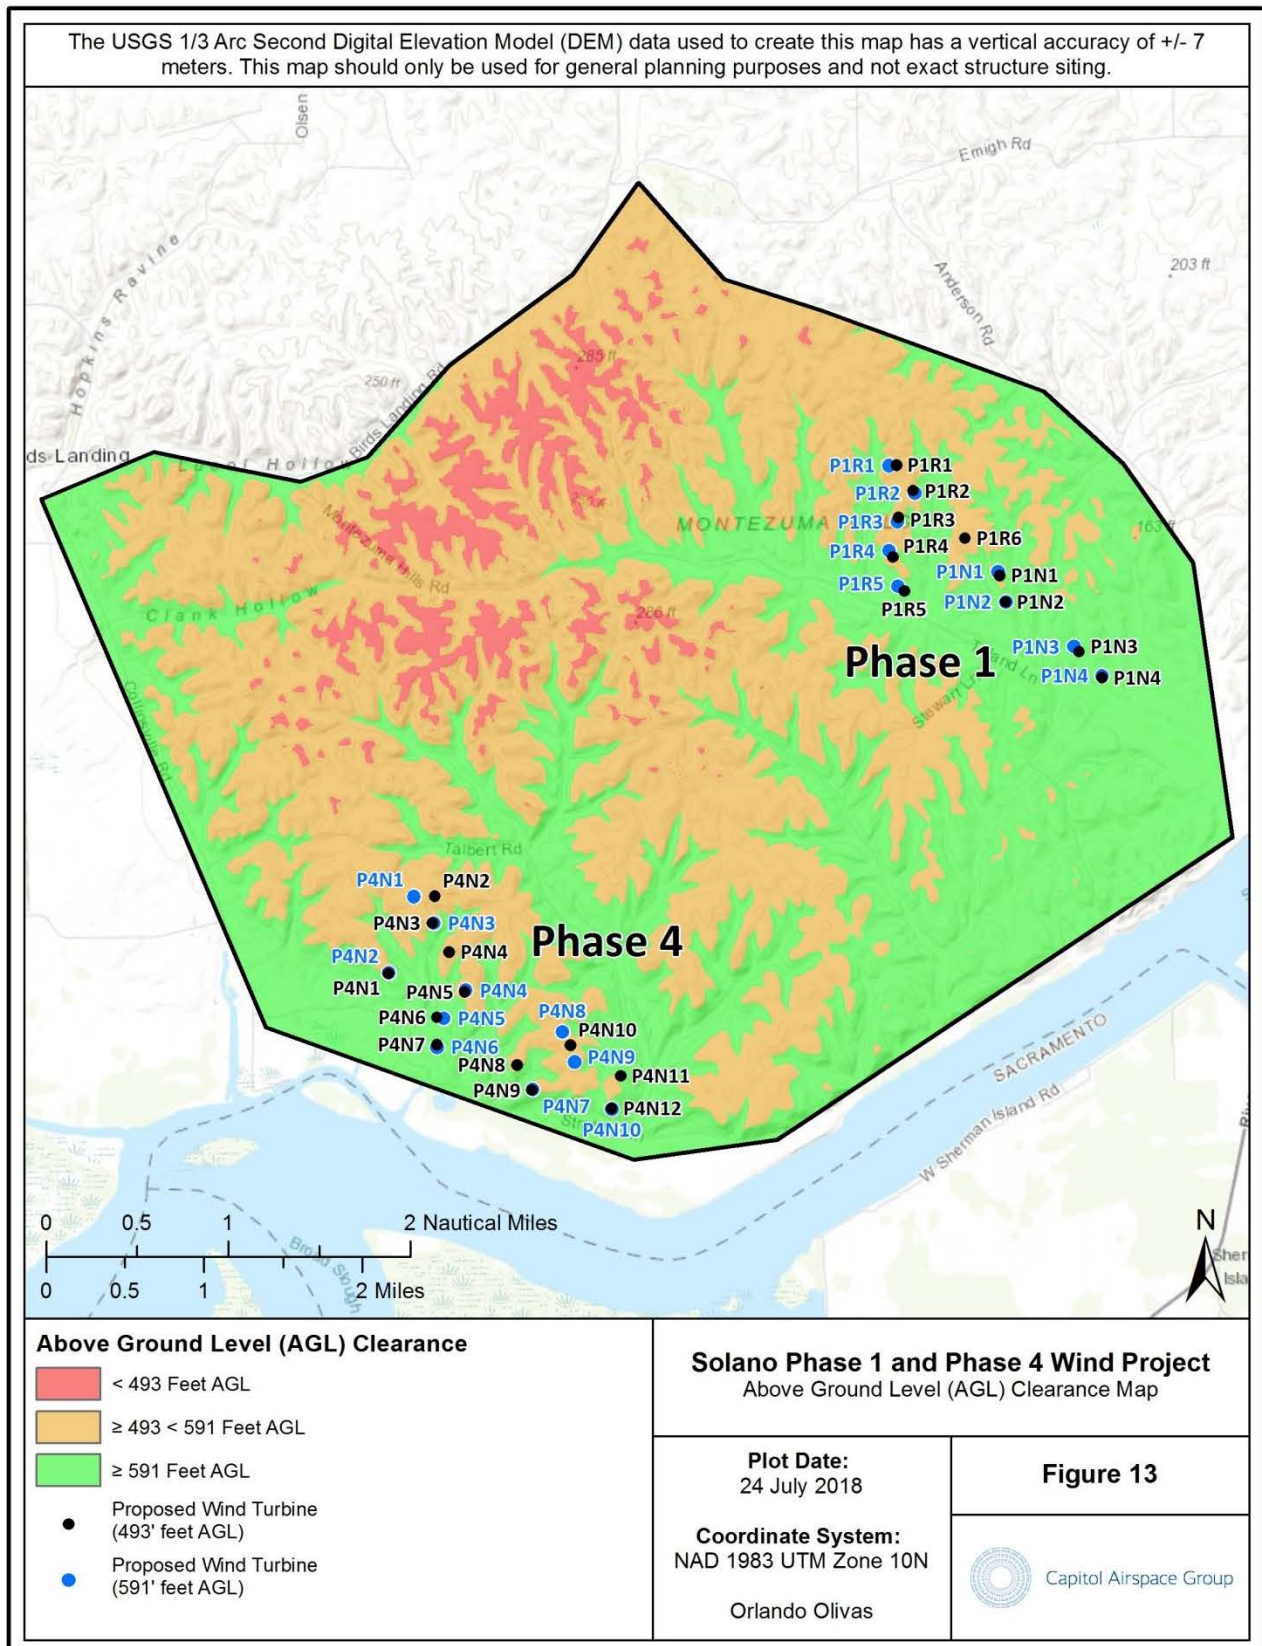 The USGS 1/3 Arc Second Digital Elevation Model (DEM) data used to create this map has a vertical accuracy of +/- 7
meters. This map should only be used for general planning purposes and not exact structure siting.
Olsen
Emigh Rd
Hopkins Ravine
Anderson Rd
203 ft
285 ft
250 ft
Birds Landing Rd
ds Landing
Hollow
P1R1 P1R1
P1R2 P1R2
MONTEZUMA
P1R3 P1R3
163 ft
Montezuma Hills Rd
P1R4 P1R4
P1R6
P1N1 P1N1
P1R5
P1R5
P1N2 P1N2
Clank Hollow
286 ft
Phase 1
P1N3 P1N3
Toland Ln
P1N4 P1N4
Stewart Ln
Collinsville Rd
Talbert Rd
P4N1 P4N2
P4N3 P4N3
Phase 4
P4N4
P4N2
P4N1
P4N5 P4N4
P4N6 P4N5
P4N8
P4N10
P4N7 P4N6
P4N9
P4N8
P4N11
P4N9
P4N7
P4N12
P4N10
SACRAMENTO
W Sherman Island Rd
0 0.5 1 2 Nautical Miles
0 0.5 1 2 Miles
Broad Slough
N
Sher
Isla
Above Ground Level (AGL) Clearance
< 493 Feet AGL
≥ 493 < 591 Feet AGL
≥ 591 Feet AGL
Proposed Wind Turbine
(493' feet AGL)
Proposed Wind Turbine
(591' feet AGL)
Solano Phase 1 and Phase 4 Wind Project
Above Ground Level (AGL) Clearance Map
Plot Date:
24 July 2018
Coordinate System:
NAD 1983 UTM Zone 10N
Orlando Olivas
Figure 13
Capitol Airspace Group